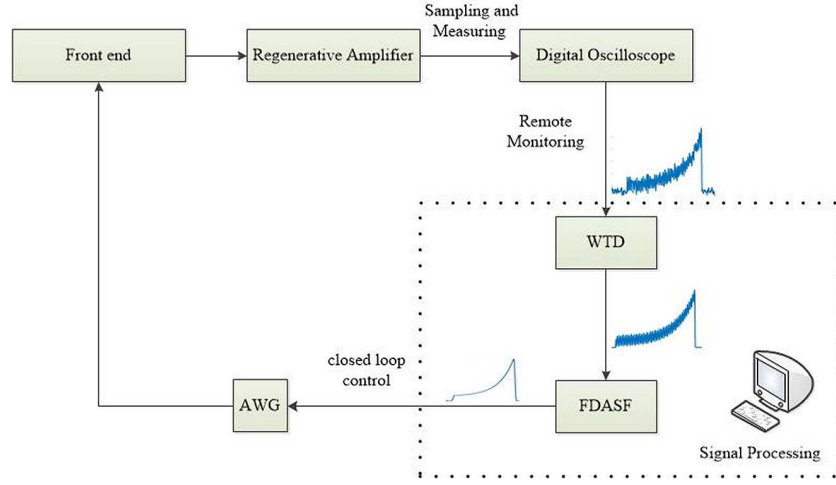 Sampling and
Measuring
Front end
Regenerative Amplifier
Digital Oscilloscope
Remote
Monitoring
WTD
closed loop
control
AWG
FDASF
Signal Processing